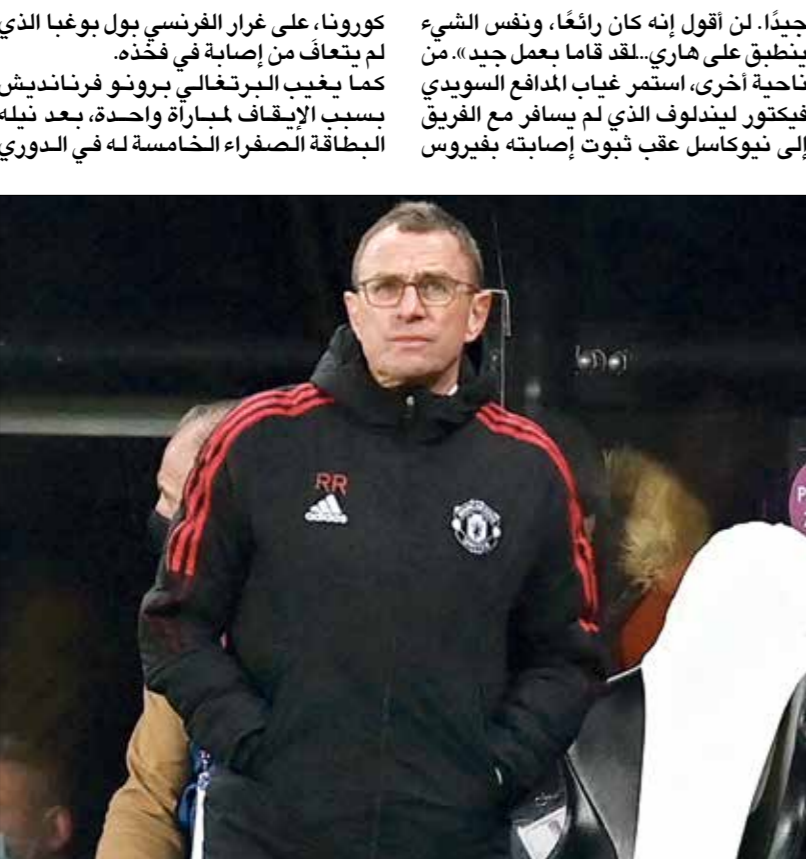 جيدًا. لن أقول إنه كان رائعًا، ونفس الشيء
ينطبق على هاري...لقد قاما بعمل جيد». من
ناحية أخرى، استمر غياب المدافع السويدي
فيكتور ليندلوف الذي لم يسافر مع الفريق
إلى نيوكاسل عقب ثبوت إصابته بفيروس
كورونا، على غرار الفرنسي بول بوغبا الذي
لم يتعافَ من إصابة في فخذه.
كما يغيب البرتغالي برونو فرنانديش
بسبب الإيقاف لمباراة واحدة، بعد نيله
البطاقة الصفراء الخامسة له في الدوري
RR
adidas